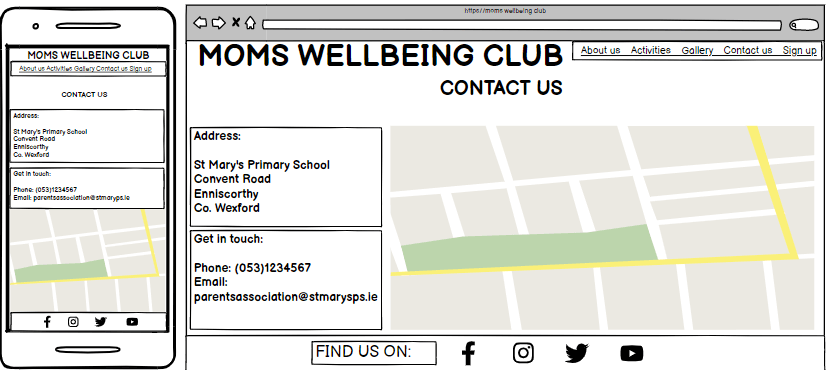 MOMS WELLBEING CLUB
About us Activities Gallery Contact us Sign up
CONTACT US
Address:
St Mary's Primary School
Convent Road
Enniscorthy
Co. Wexford
Get in touch:
Phone: (053)1234567
Email: parentsassociation@stmaryps.ie
https://moms wellbeing club
MOMS WELLBEING CLUB
About us Activities Gallery Contact us Sign up
CONTACT US
Address:
St Mary's Primary School
Convent Road
Enniscorthy
Co. Wexford
Get in touch:
Phone: (053)1234567
Email:
parentsassociation@stmarysps.ie
FIND US ON: